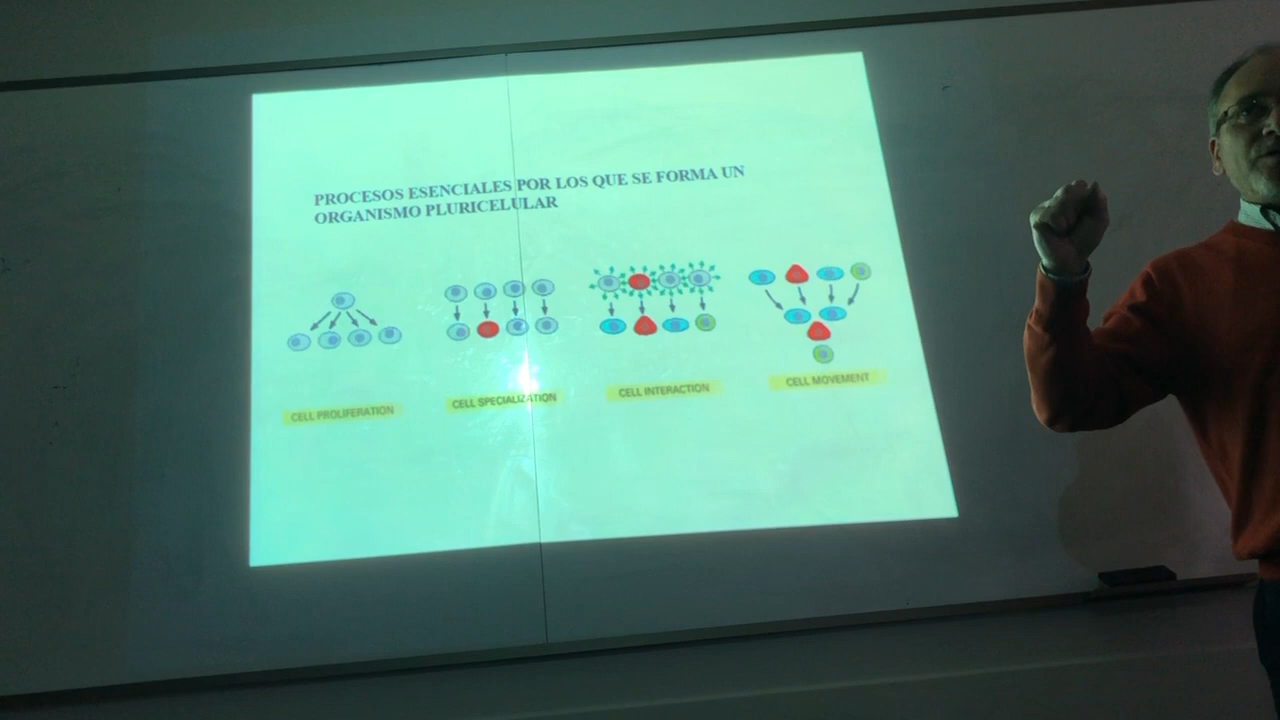 PROCESOS ESENCIALES POR LOS QUE SE FORMA UN
ORGANISMO PLURICELULAR
CELL PROLIFERATION
CELL SPECIALIZATION
CELL INTERACTION
CELL MOVEMENT